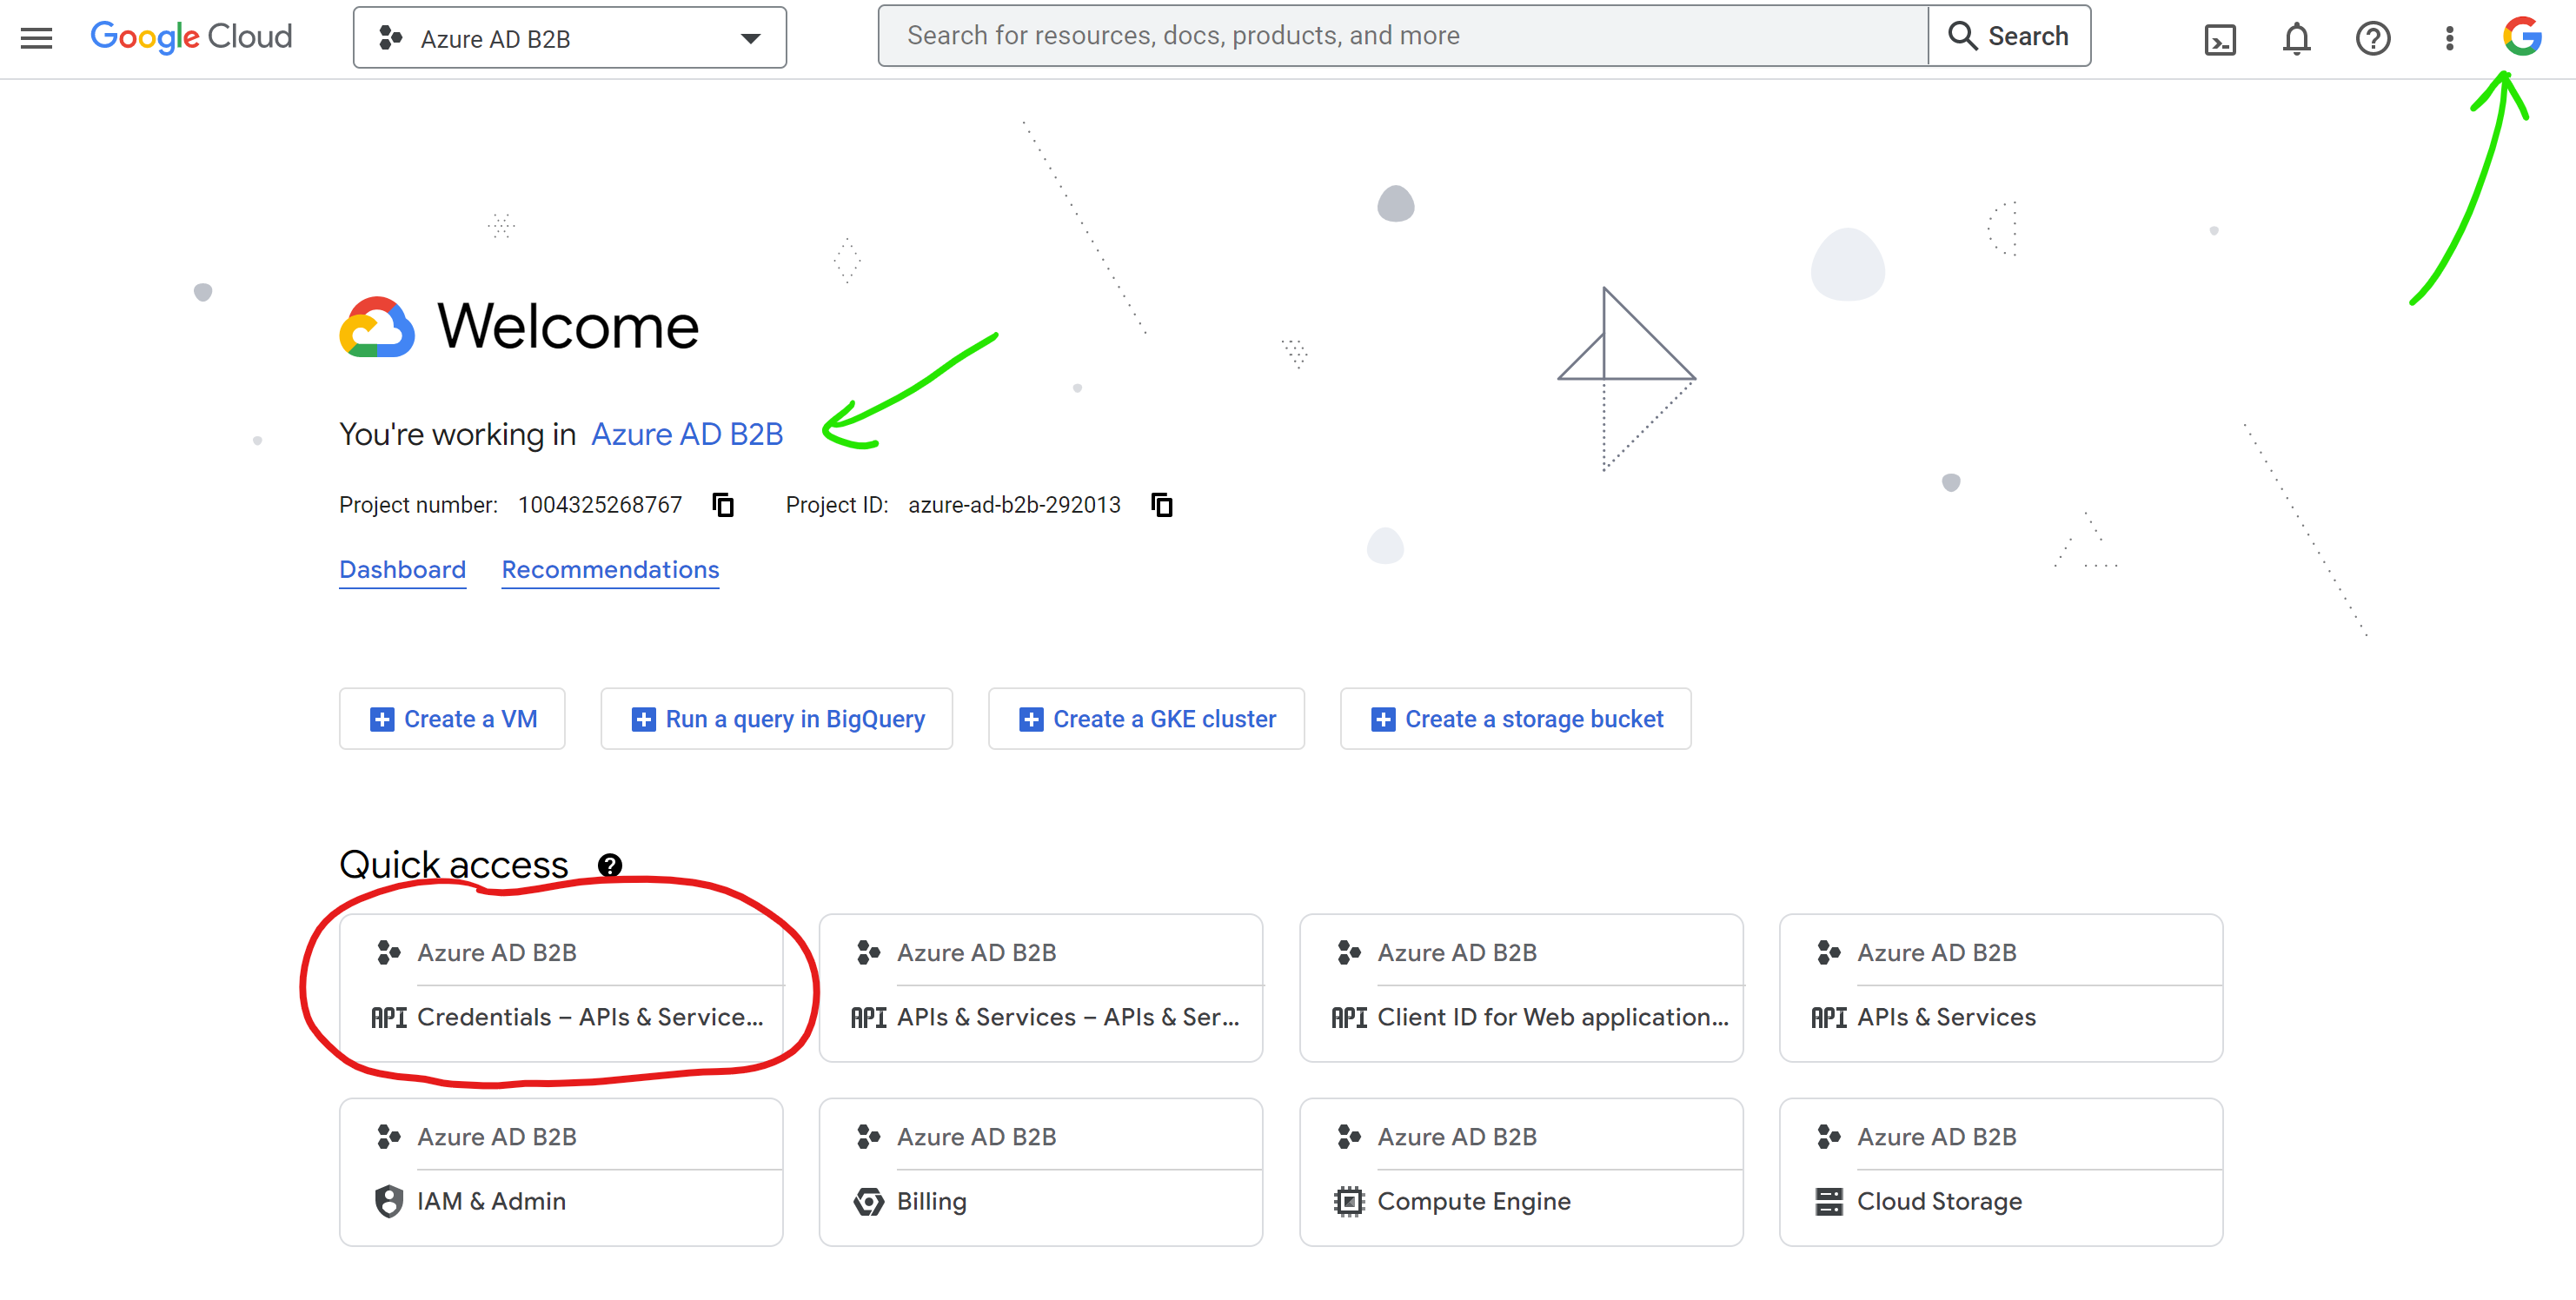 Google Cloud
Azure AD B2B
Search for resources, docs, products, and more
Search
Welcome
You're working in Azure AD B2B
Project number: 1004325268767 Project ID: azure-ad-b2b-292013
Dashboard Recommendations
Create a VM
Run a query in BigQuery
Create a GKE cluster
Create a storage bucket
Quick access
Azure AD B2B
API Credentials – APIs & Service...
Azure AD B2B
API APIs & Services – APIs & Ser...
Azure AD B2B
API Client ID for Web application...
Azure AD B2B
API APIs & Services
Azure AD B2B
IAM & Admin
Azure AD B2B
Billing
Azure AD B2B
Compute Engine
Azure AD B2B
Cloud Storage